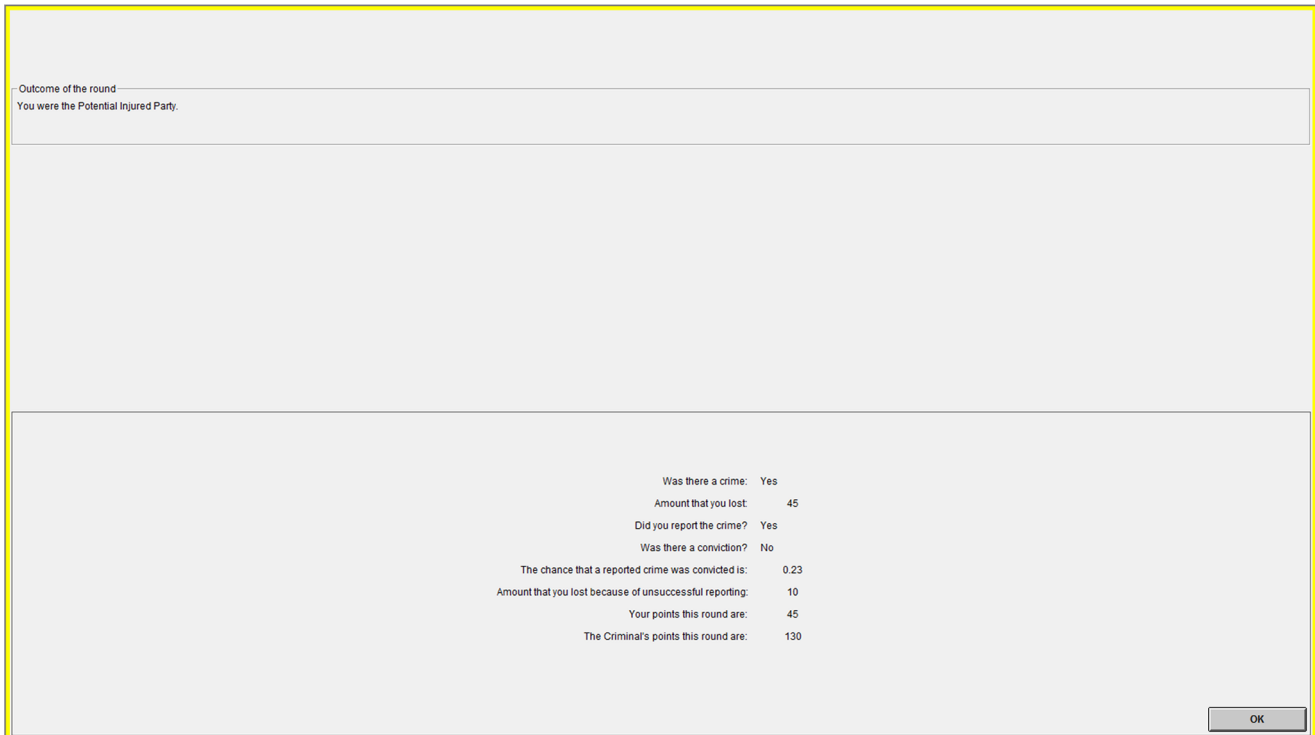 Outcome of the round
You were the Potential Injured Party.
Was there a crime: Yes
Amount that you lost: 45
Did you report the crime? Yes
Was there a conviction? No
The chance that a reported crime was convicted is: 0.23
Amount that you lost because of unsuccessful reporting: 10
Your points this round are: 45
The Criminal's points this round are: 130
OK